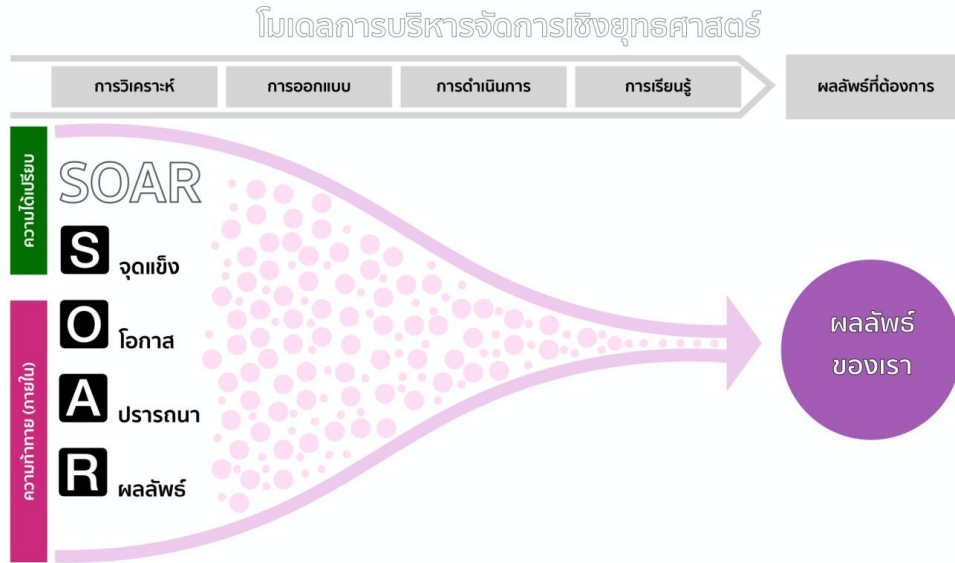 โมเดลการบริหารจัดการเชิงยุทธศาสตร์
การวิเคราะห์
การออกแบบ
การดำเนินการ
การเรียนรู้
ผลลัพธ์ที่ต้องการ
ความได้เปรียบ
SOAR
S จุดแข็ง
O โอกาส
A ปรารถนา
R ผลลัพธ์
ความท้าทาย (ภายใน)
ผลลัพธ์
ของเรา